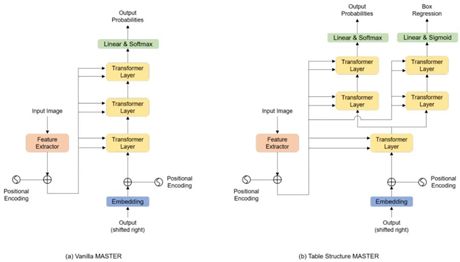 Output
Probabilities
Linear & Softmax
Transformer
Layer
Transformer
Layer
Input Image
Feature
Extractor
Transformer
Layer
Positional
Encoding
Positional
Encoding
Embedding
Output
(shifted right)
(a) Vanilla MASTER
Output
Probabilities
Box
Regression
Linear & Softmax
Linear & Sigmoid
Transformer
Layer
Transformer
Layer
Transformer
Layer
Transformer
Layer
Input Image
Feature
Extractor
Transformer
Layer
Positional
Encoding
Positional
Encoding
Embedding
Output
(shifted right)
(b) Table Structure MASTER